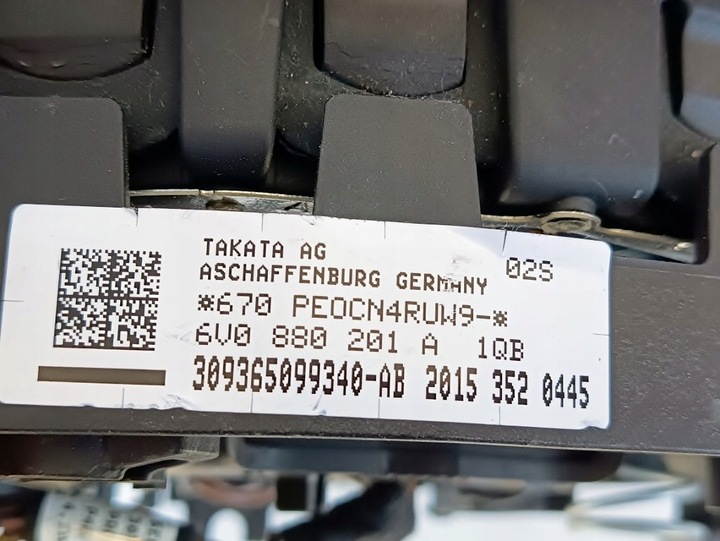 TAKATA AG
ASCHAFFENBURG GERMANY
02S
*670 PEOCN4RUW9-*
6V0 880 201 A 1QB
309365099340-AB 2015 352 0445